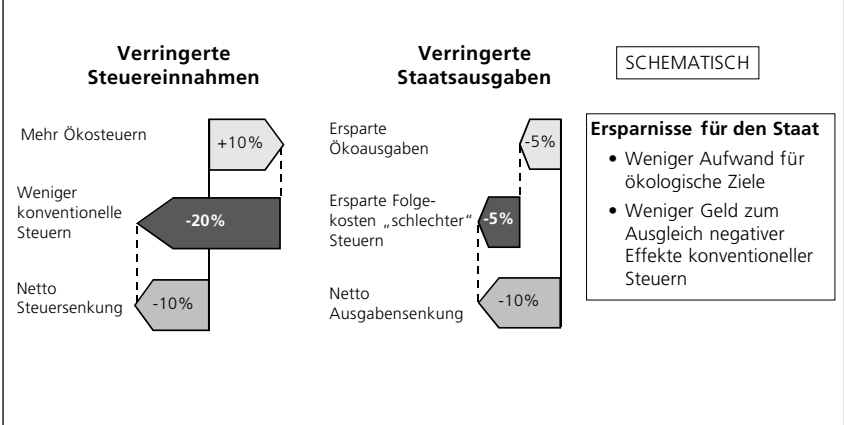 Verringerte
Steuereinnahmen
Mehr Ökosteuern
+10%
Weniger
konventionelle
Steuern
-20%
Netto
Steuersenkung
-10%
Verringerte
Staatsausgaben
Ersparte
Ökoausgaben
-5%
Ersparte Folge-
kosten „schlechter“
Steuern
-5%
Netto
Ausgabensenkung
-10%
SCHEMATISCH
Ersparnisse für den Staat
• Weniger Aufwand für
ökologische Ziele
• Weniger Geld zum
Ausgleich negativer
Effekte konventioneller
Steuern